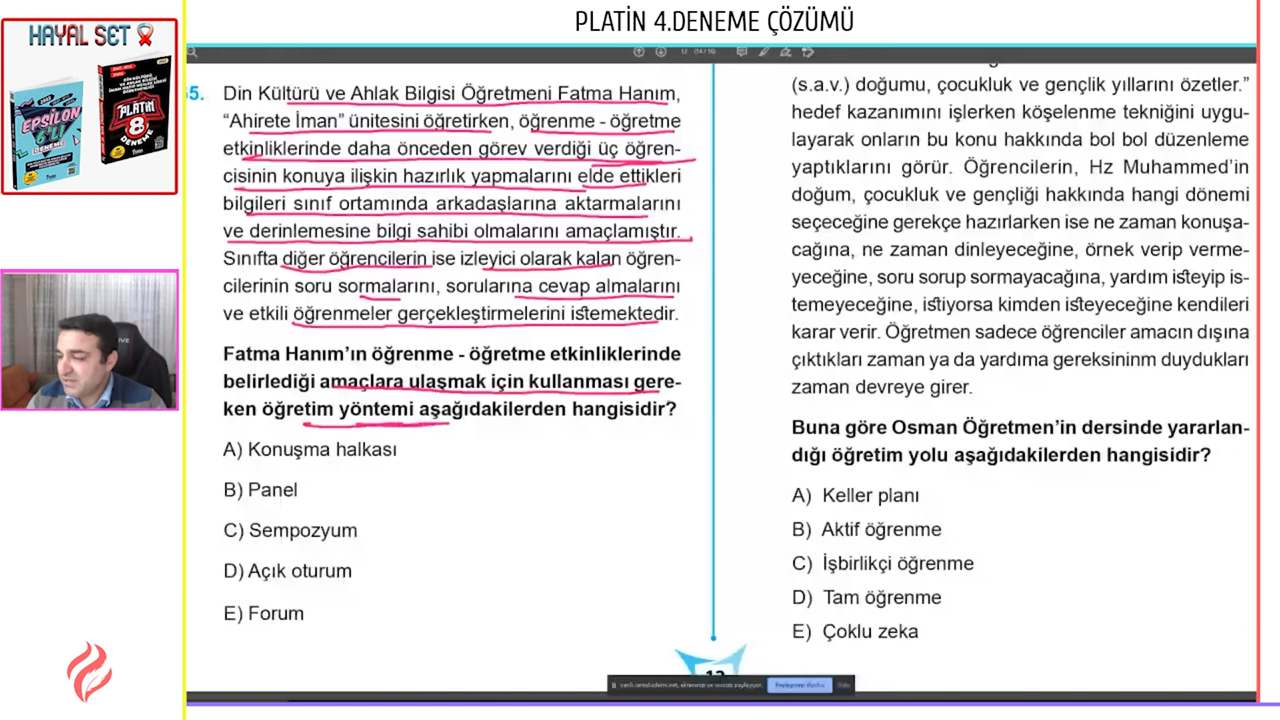 PLATİN 4.DENEME ÇÖZÜMÜ
HAYAL SET
EPSİLON
6'LI
DENEME
PLATİN
8
DENEME
55. Din Kültürü ve Ahlak Bilgisi Öğretmeni Fatma Hanım,
“Ahirete İman” ünitesini öğretirken, öğrenme - öğretme
etkinliklerinde daha önceden görev verdiği üç öğren-
cisinin konuya ilişkin hazırlık yapmalarını elde ettikleri
bilgileri sınıf ortamında arkadaşlarına aktarmalarını
ve derinlemesine bilgi sahibi olmalarını amaçlamıştır.
Sınıfta diğer öğrencilerin ise izleyici olarak kalan öğren-
cilerinin soru sormalarını, sorularına cevap almalarını
ve etkili öğrenmeler gerçekleştirmelerini istemektedir.
Fatma Hanım’ın öğrenme - öğretme etkinliklerinde
belirlediği amaçlara ulaşmak için kullanması gere-
ken öğretim yöntemi aşağıdakilerden hangisidir?
A) Konuşma halkası
B) Panel
C) Sempozyum
D) Açık oturum
E) Forum
(s.a.v.) doğumu, çocukluk ve gençlik yıllarını özetler.”
hedef kazanımını işlerken köşelenme tekniğini uygu-
layarak onların bu konu hakkında bol bol düzenleme
yaptıklarını görür. Öğrencilerin, Hz Muhammed’in
doğum, çocukluk ve gençliği hakkında hangi dönemi
seçeceğine gerekçe hazırlarken ise ne zaman konuşa-
cağına, ne zaman dinleyeceğine, örnek verip verme-
yeceğine, soru sorup sormayacağına, yardım isteyip is-
temeyeceğine, istiyorsa kimden isteyeceğine kendileri
karar verir. Öğretmen sadece öğrenciler amacın dışına
çıktıkları zaman ya da yardıma gereksininm duydukları
zaman devreye girer.
Buna göre Osman Öğretmen’in dersinde yararlan-
dığı öğretim yolu aşağıdakilerden hangisidir?
A) Keller planı
B) Aktif öğrenme
C) İşbirlikçi öğrenme
D) Tam öğrenme
E) Çoklu zeka